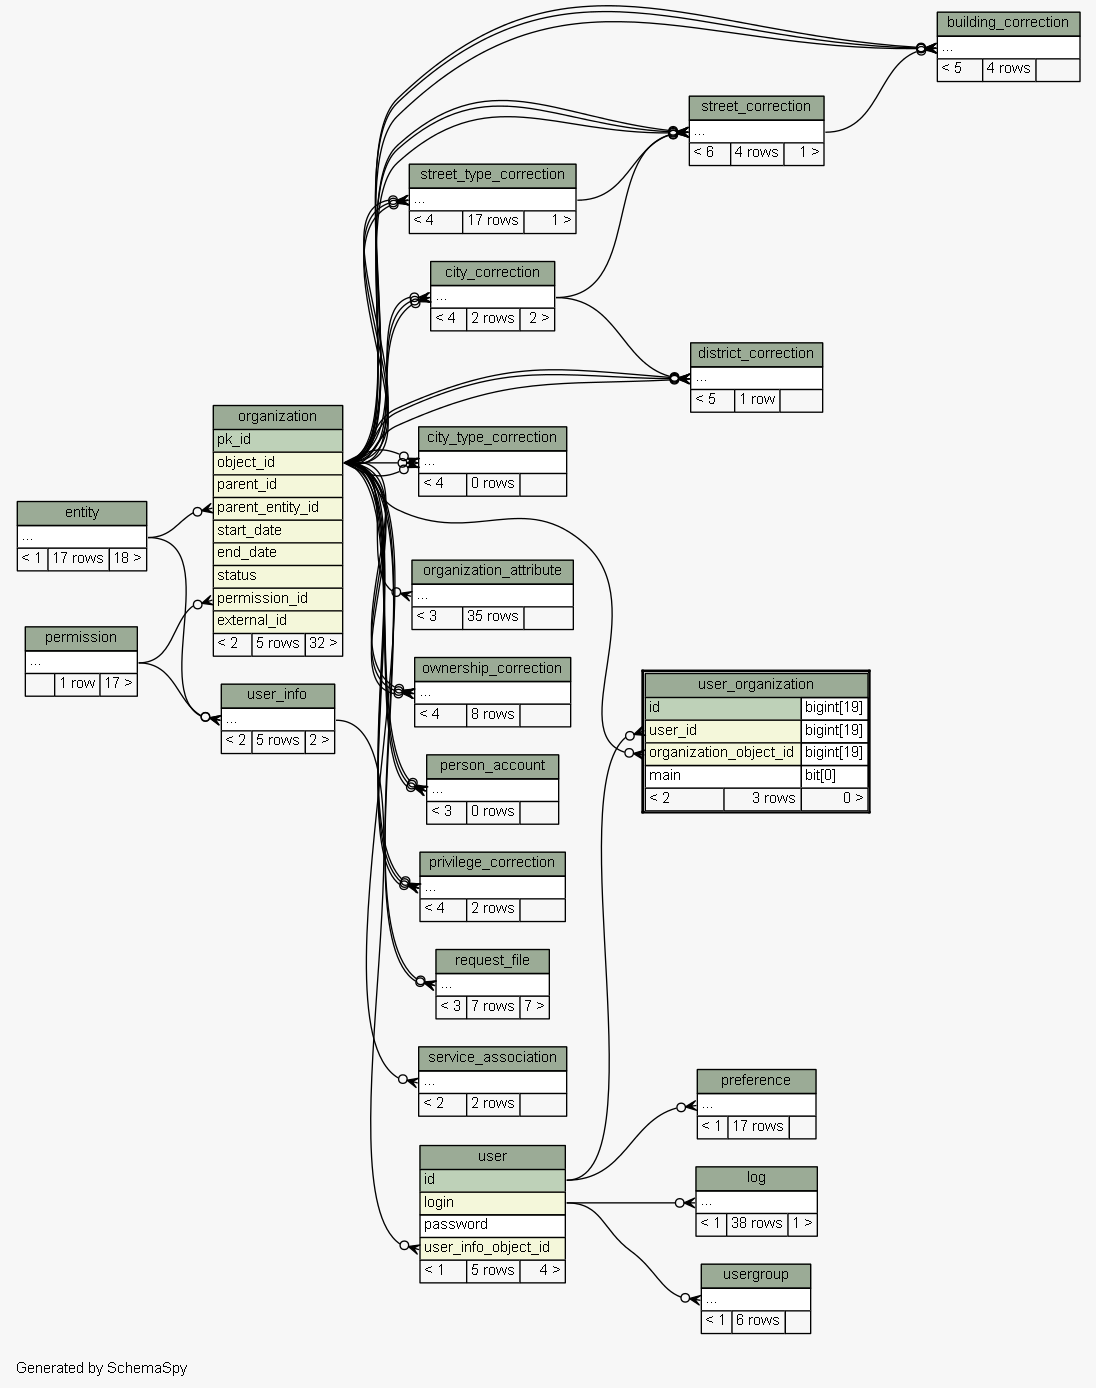 building_correction
...
< 5 4 rows
street_correction
...
< 6 4 rows 1 >
street_type_correction
...
< 4 17 rows 1 >
city_correction
...
< 4 2 rows 2 >
district_correction
...
< 5 1 row
organization
pk_id
object_id
parent_id
parent_entity_id
start_date
end_date
status
permission_id
external_id
< 2 5 rows 32 >
city_type_correction
...
< 4 0 rows
entity
...
< 1 17 rows 18 >
organization_attribute
...
< 3 35 rows
permission
...
1 row 17 >
ownership_correction
...
< 4 8 rows
user_info
...
< 2 5 rows 2 >
user_organization
id bigint[19]
user_id bigint[19]
organization_object_id bigint[19]
main bit[0]
< 2 3 rows 0 >
person_account
...
< 3 0 rows
privilege_correction
...
< 4 2 rows
request_file
...
< 3 7 rows 7 >
service_association
...
< 2 2 rows
preference
...
< 1 17 rows
user
id
login
password
user_info_object_id
< 1 5 rows 4 >
log
...
< 1 38 rows 1 >
usergroup
...
< 1 6 rows
Generated by SchemaSpy